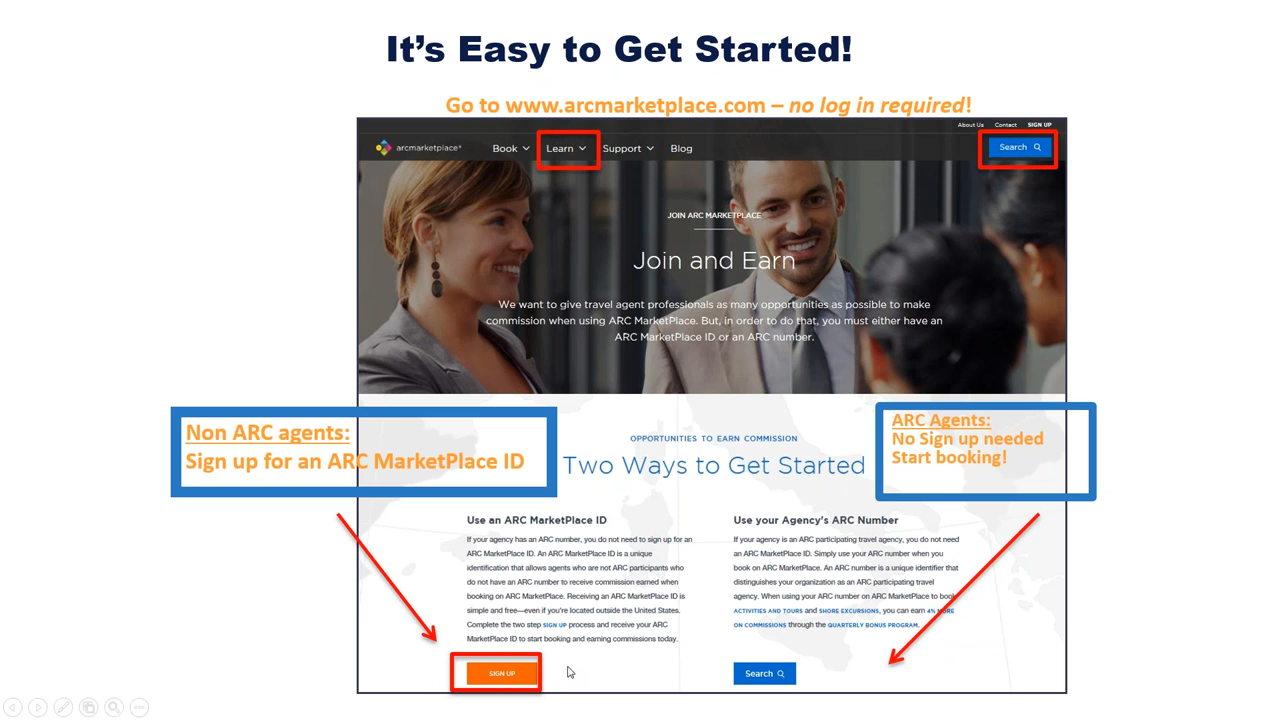 It's Easy to Get Started!
Go to www.arcmarketplace.com – no log in required!
About Us Contact SIGN UP
arcmarketplace® Book Learn Support Blog Search
JOIN ARC MARKETPLACE
Join and Earn
We want to give travel agent professionals as many opportunities as possible to make
commission when using ARC MarketPlace. But, in order to do that, you must either have an
ARC MarketPlace ID or an ARC number.
Non ARC agents:
Sign up for an ARC MarketPlace ID
ARC Agents:
No Sign up needed
Start booking!
OPPORTUNITIES TO EARN COMMISSION
Two Ways to Get Started
Use an ARC MarketPlace ID
If your agency has an ARC number, you do not need to sign up for an
ARC MarketPlace ID. An ARC MarketPlace ID is a unique
identification that allows agents who are not ARC participants who
do not have an ARC number to receive commission earned when
booking on ARC MarketPlace. Receiving an ARC MarketPlace ID is
simple and free—even if you're located outside the United States.
Complete the two step SIGN UP process and receive your ARC
MarketPlace ID to start booking and earning commissions today.
SIGN UP
Use your Agency's ARC Number
If your agency is an ARC participating travel agency, you do not need
an ARC MarketPlace ID. Simply use your ARC number when you
book on ARC MarketPlace. An ARC number is a unique identifier that
distinguishes your organization as an ARC participating travel
agency. When using your ARC number on ARC MarketPlace to book
ACTIVITIES AND TOURS and SHORE EXCURSIONS, you can earn 4% MORE
ON COMMISSIONS through the QUARTERLY BONUS PROGRAM.
Search